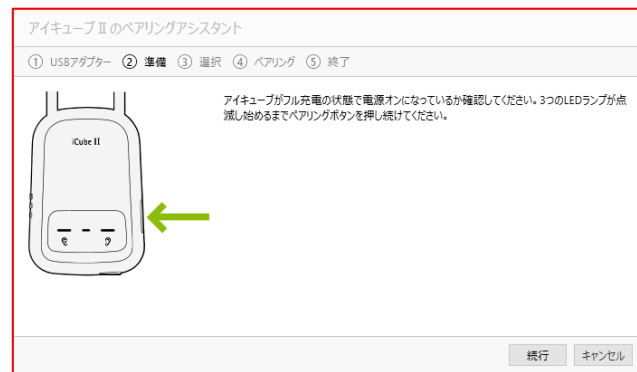 アイキューブ II のペアリングアシスタント
① USBアダプター ② 準備 ③ 選択 ④ ペアリング ⑤ 終了
アイキューブがフル充電の状態で電源オンになっているか確認してください。3つのLEDランプが点
滅し始めるまでペアリングボタンを押し続けてください。
iCube II
続行 キャンセル